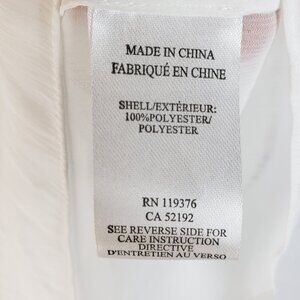 MADE IN CHINA
FABRIQUÉ EN CHINE
SHELL/EXTÉRIEUR:
100%POLYESTER/
POLYESTER
RN 119376
CA 52192
SEE REVERSE SIDE FOR
CARE INSTRUCTION
DIRECTIVE
D'ENTRETIEN AU VERSO